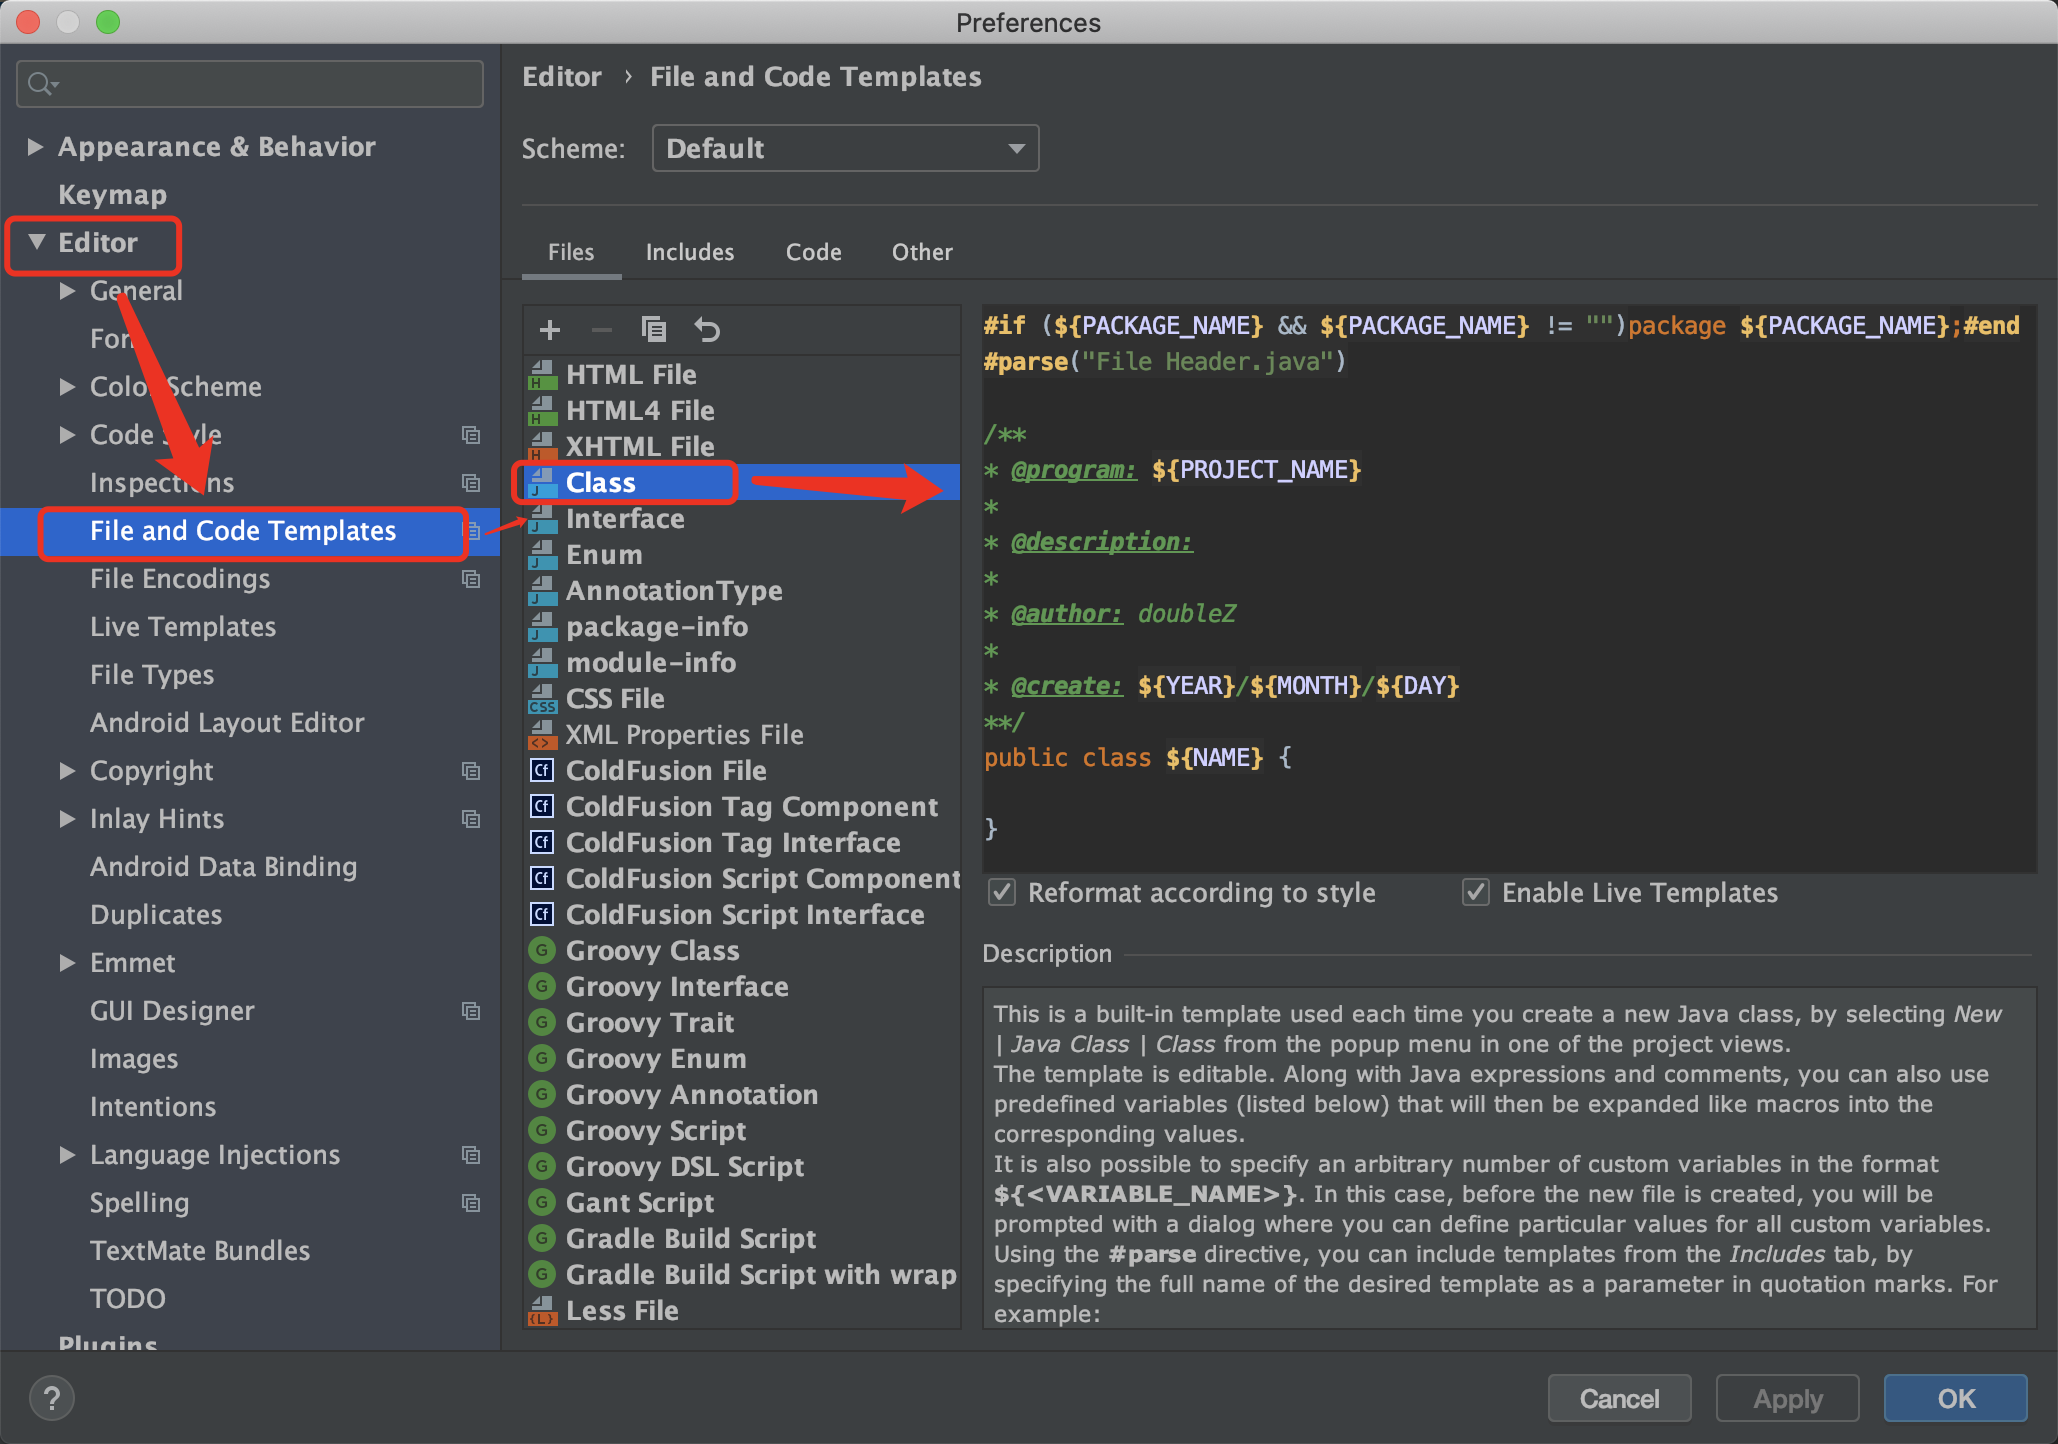 Preferences
Editor › File and Code Templates
Scheme: Default
Appearance & Behavior
Keymap
Editor
General
Font
Color Scheme
Code Style
Inspections
File and Code Templates
File Encodings
Live Templates
File Types
Android Layout Editor
Copyright
Inlay Hints
Android Data Binding
Duplicates
Emmet
GUI Designer
Images
Intentions
Language Injections
Spelling
TextMate Bundles
TODO
Plugins
Files Includes Code Other
HTML File
HTML4 File
XHTML File
Class
Interface
Enum
AnnotationType
package-info
module-info
CSS File
XML Properties File
ColdFusion File
ColdFusion Tag Component
ColdFusion Tag Interface
ColdFusion Script Component
ColdFusion Script Interface
Groovy Class
Groovy Interface
Groovy Trait
Groovy Enum
Groovy Annotation
Groovy Script
Groovy DSL Script
Gant Script
Gradle Build Script
Gradle Build Script with wrap
Less File
#if (${PACKAGE_NAME} && ${PACKAGE_NAME} != "")package ${PACKAGE_NAME};#end
#parse("File Header.java")
/**
* @program: ${PROJECT_NAME}
*
* @description:
*
* @author: doubleZ
*
* @create: ${YEAR}/${MONTH}/${DAY}
**/
public class ${NAME} {
}
Reformat according to style
Enable Live Templates
Description
This is a built-in template used each time you create a new Java class, by selecting New
| Java Class | Class from the popup menu in one of the project views.
The template is editable. Along with Java expressions and comments, you can also use
predefined variables (listed below) that will then be expanded like macros into the
corresponding values.
It is also possible to specify an arbitrary number of custom variables in the format
${<VARIABLE_NAME>}. In this case, before the new file is created, you will be
prompted with a dialog where you can define particular values for all custom variables.
Using the #parse directive, you can include templates from the Includes tab, by
specifying the full name of the desired template as a parameter in quotation marks. For
example:
?
Cancel
Apply
OK